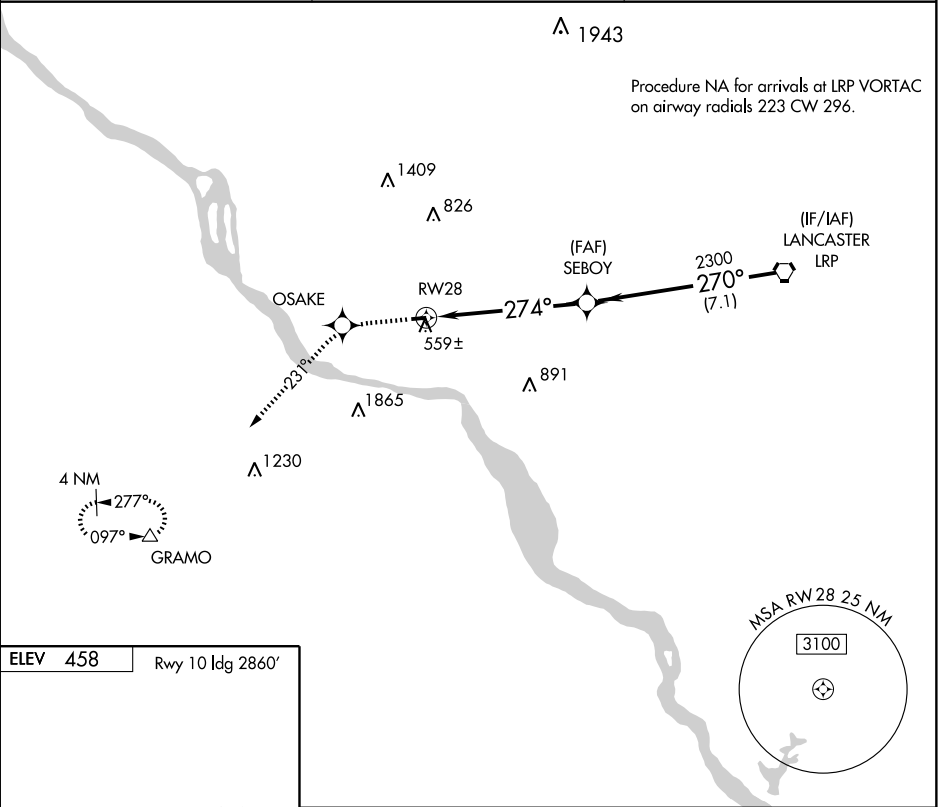 1943
Procedure NA for arrivals at LRP VORTAC
on airway radials 223 CW 296.
1409
826
(IF/IAF)
LANCASTER
LRP
(FAF)
SEBOY
2300
270°
(7.1)
RW28
274°
OSAKE
559±
231°
891
1865
1230
4 NM
277°
097°
GRAMO
MSA RW28 25 NM
3100
ELEV 458
Rwy 10 ldg 2860'